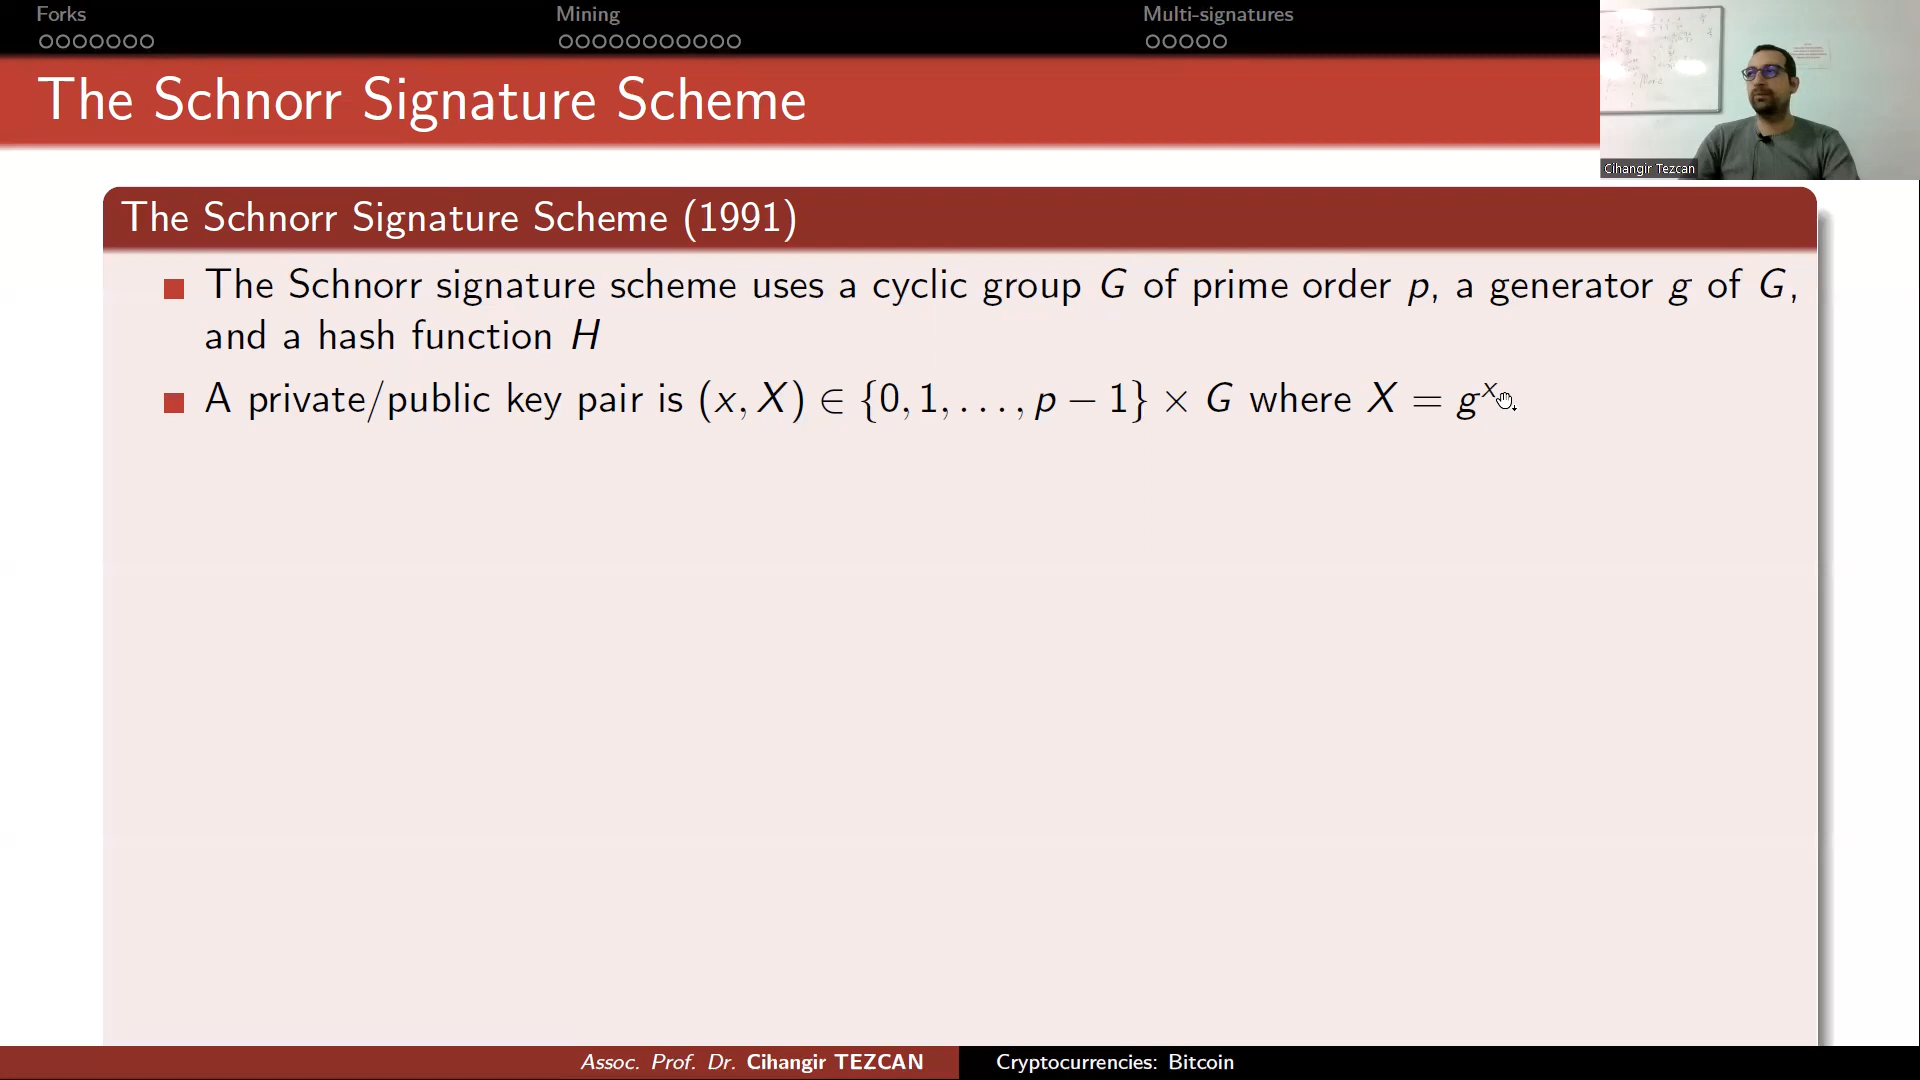 Forks
Mining
Multi-signatures
The Schnorr Signature Scheme
Cihangir Tezcan
The Schnorr Signature Scheme (1991)
The Schnorr signature scheme uses a cyclic group G of prime order p, a generator g of G,
and a hash function H
A private/public key pair is (x, X) ∈ {0, 1, . . . , p − 1} × G where X = gˣ
Assoc. Prof. Dr. Cihangir TEZCAN
Cryptocurrencies: Bitcoin